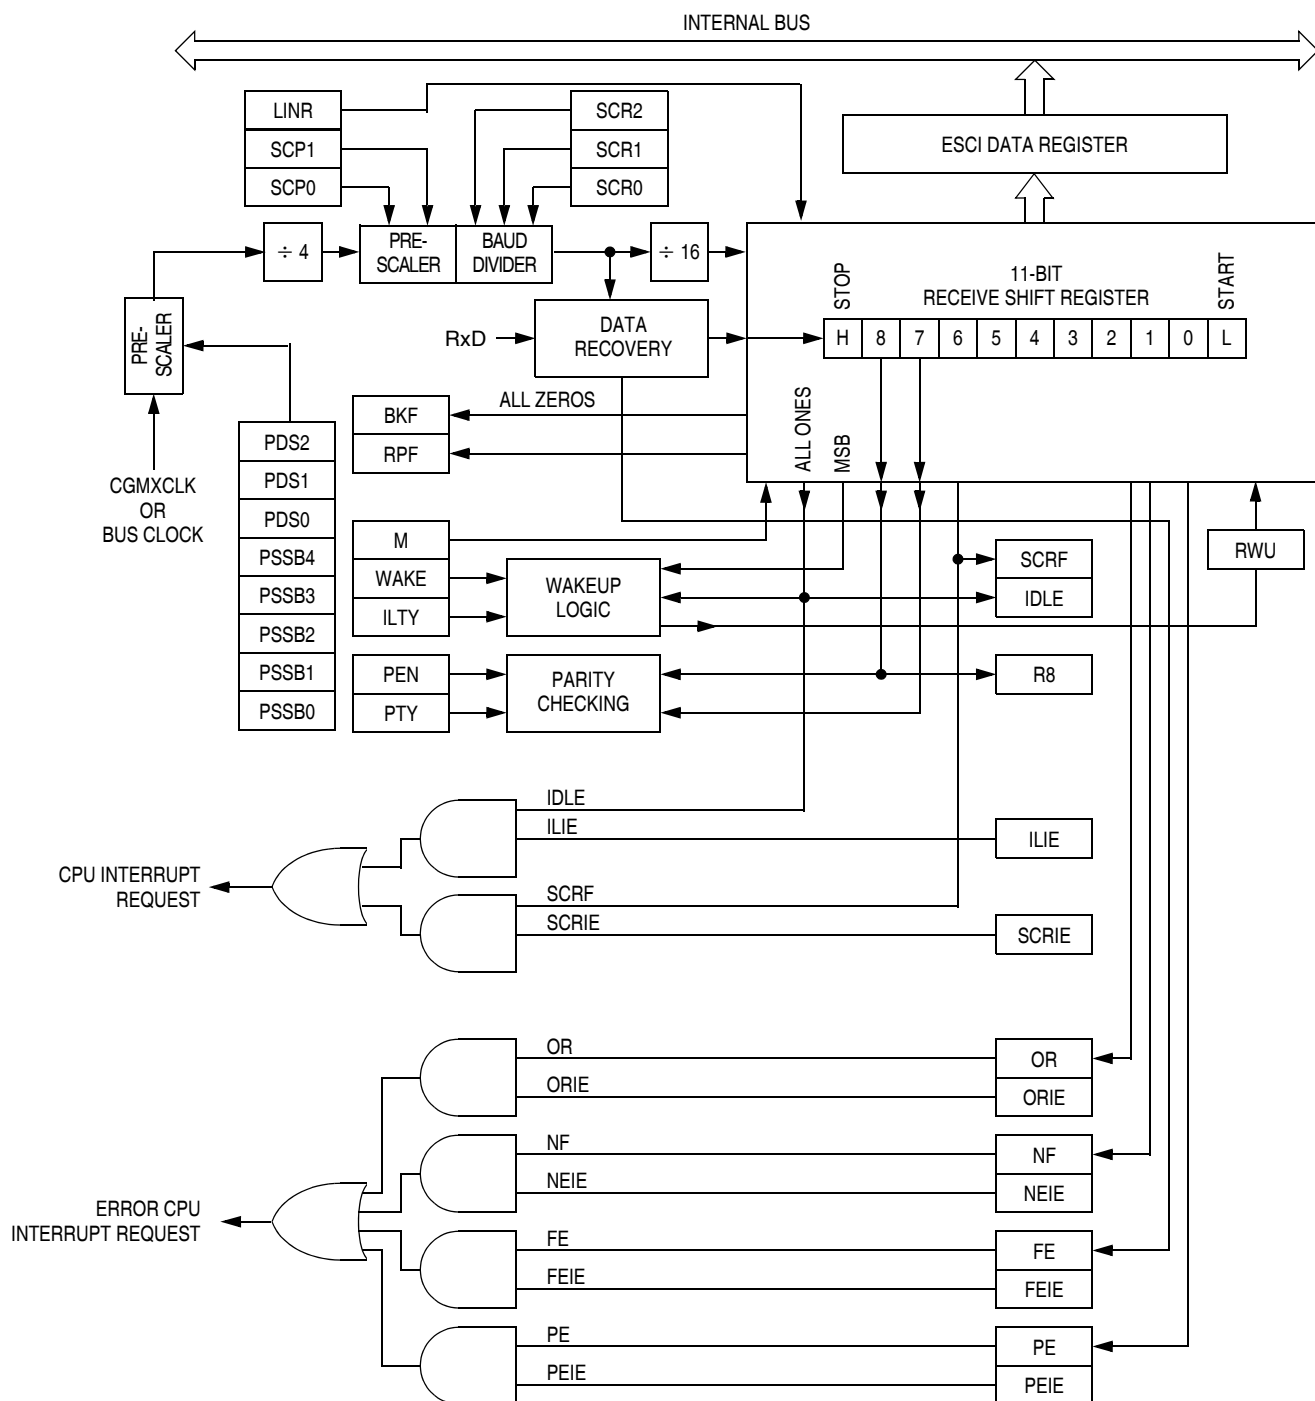 INTERNAL BUS
LINR
SCP1
SCP0
SCR2
SCR1
SCR0
ESCI DATA REGISTER
÷ 4
PRE-
SCALER
BAUD
DIVIDER
÷ 16
11-BIT
RECEIVE SHIFT REGISTER
STOP
START
H 8 7 6 5 4 3 2 1 0 L
PRE-
SCALER
RxD
DATA
RECOVERY
ALL ZEROS
BKF
RPF
ALL ONES
MSB
CGMXCLK
OR
BUS CLOCK
PDS2
PDS1
PDS0
PSSB4
PSSB3
PSSB2
PSSB1
PSSB0
M
WAKE
ILTY
WAKEUP
LOGIC
SCRF
IDLE
RWU
PEN
PTY
PARITY
CHECKING
R8
IDLE
ILIE
ILIE
CPU INTERRUPT
REQUEST
SCRF
SCRIE
SCRIE
OR
ORIE
OR
ORIE
NF
NEIE
NF
NEIE
ERROR CPU
INTERRUPT REQUEST
FE
FEIE
FE
FEIE
PE
PEIE
PE
PEIE